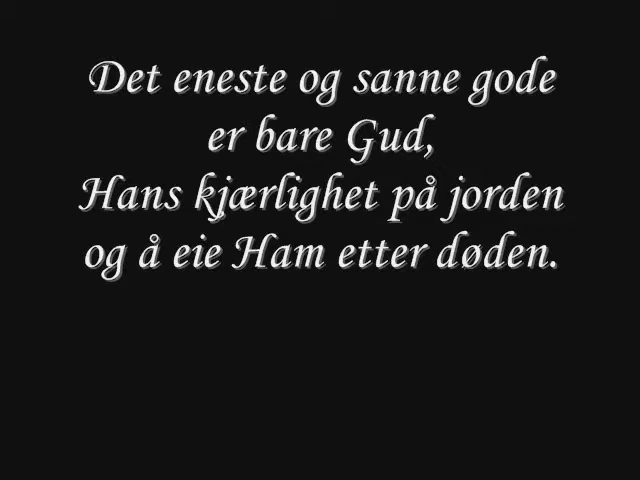 Det eneste og sanne gode
er bare Gud,
Hans kjærlighet på jorden
og å eie Ham etter døden.